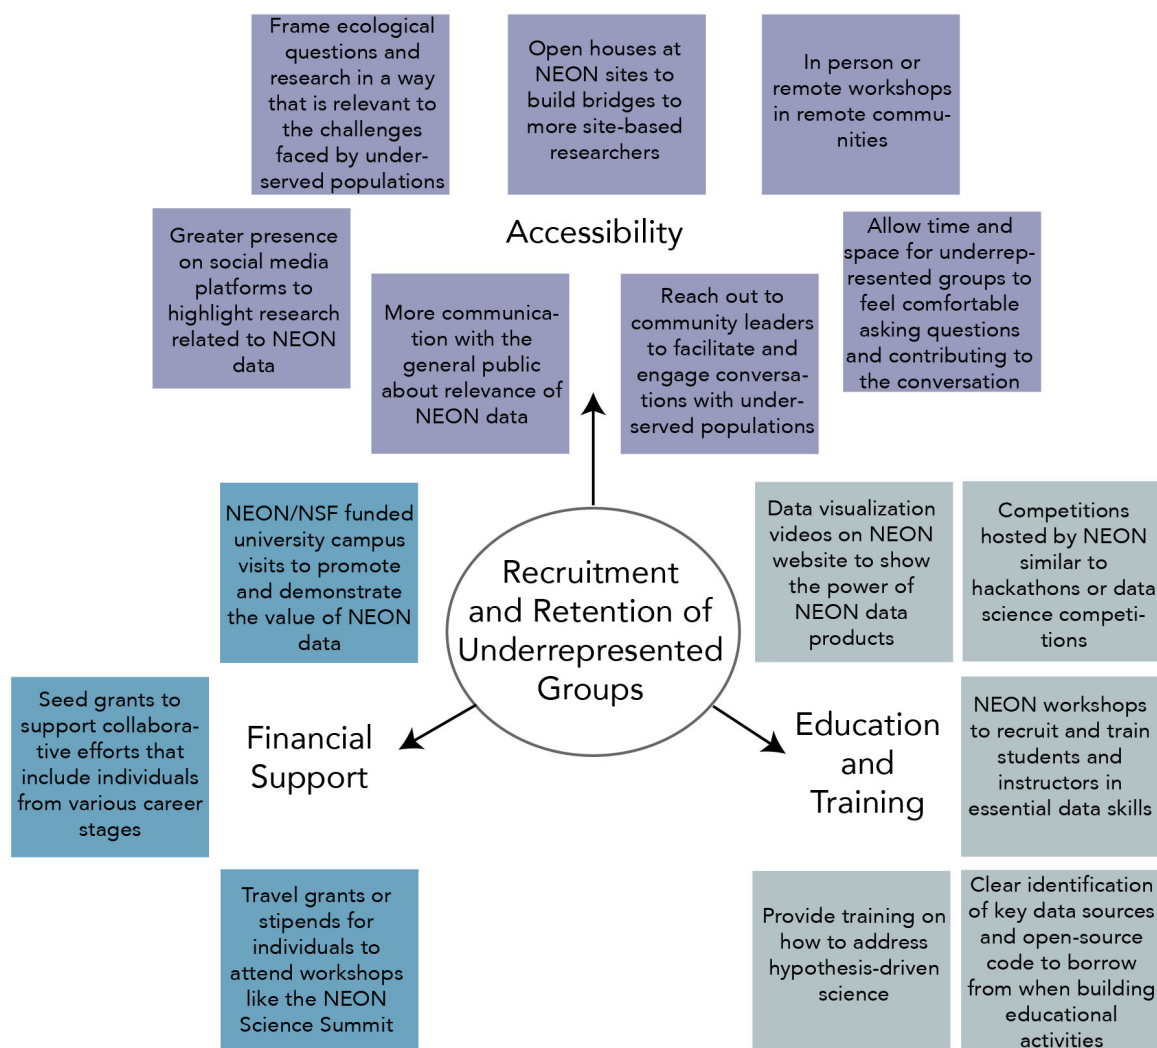 Frame ecological
questions and
research in a way
that is relevant to
the challenges
faced by under-
served populations
Open houses at
NEON sites to
build bridges to
more site-based
researchers
In person or
remote workshops
in remote commu-
nities
Accessibility
Greater presence
on social media
platforms to
highlight research
related to NEON
data
More communica-
tion with the
general public
about relevance of
NEON data
Reach out to
community leaders
to facilitate and
engage conversa-
tions with under-
served populations
Allow time and
space for underrep-
resented groups to
feel comfortable
asking questions
and contributing to
the conversation
NEON/NSF funded
university campus
visits to promote
and demonstrate
the value of NEON
data
Recruitment
and Retention of
Underrepresented
Groups
Data visualization
videos on NEON
website to show
the power of
NEON data
products
Competitions
hosted by NEON
similar to
hackathons or data
science competi-
tions
Seed grants to
support collabora-
tive efforts that
include individuals
from various career
stages
Financial
Support
Education
and
Training
NEON workshops
to recruit and train
students and
instructors in
essential data skills
Travel grants or
stipends for
individuals to
attend workshops
like the NEON
Science Summit
Provide training on
how to address
hypothesis-driven
science
Clear identification
of key data sources
and open-source
code to borrow
from when building
educational
activities